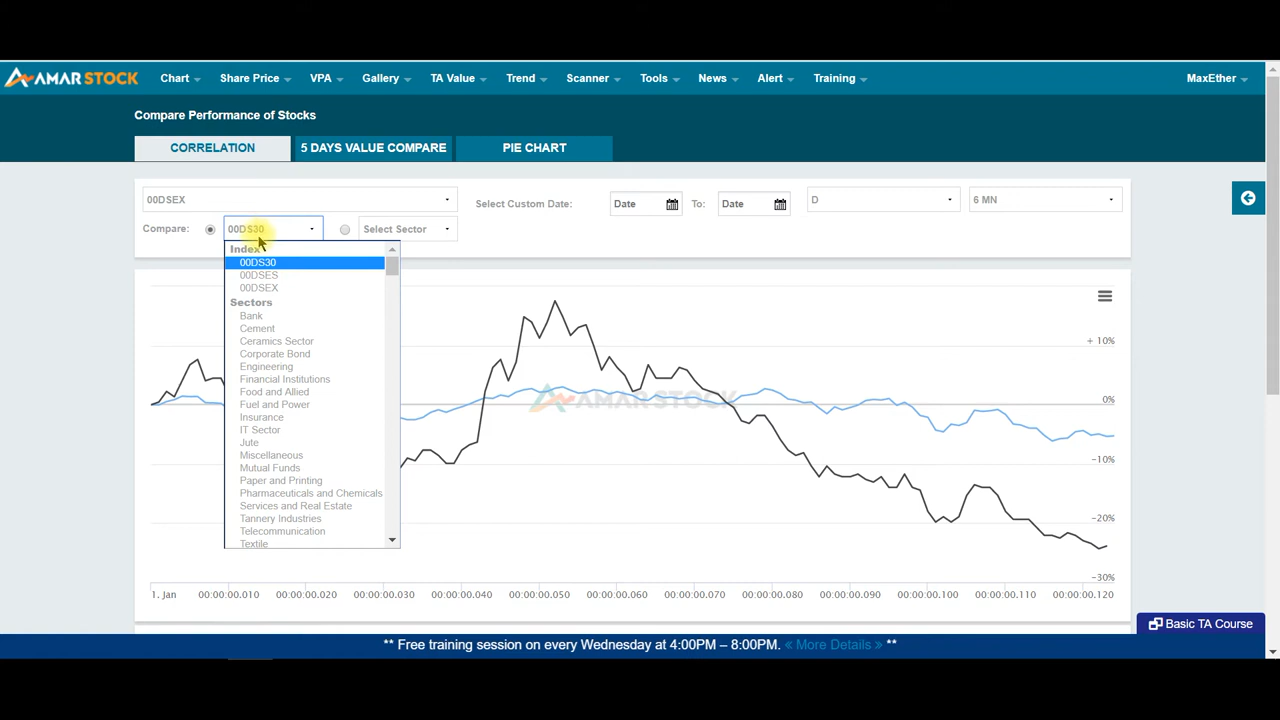 AMAR STOCK
Chart
Share Price
VPA
Gallery
TA Value
Trend
Scanner
Tools
News
Alert
Training
MaxEther
Compare Performance of Stocks
CORRELATION
5 DAYS VALUE COMPARE
PIE CHART
00DSEX
Select Custom Date:
Date
To:
Date
D
6 MN
Compare:
00DS30
Select Sector
Index
00DS30
00DSES
00DSEX
Sectors
Bank
Cement
Ceramics Sector
Corporate Bond
Engineering
Financial Institutions
Food and Allied
Fuel and Power
Insurance
IT Sector
Jute
Miscellaneous
Mutual Funds
Paper and Printing
Pharmaceuticals and Chemicals
Services and Real Estate
Tannery Industries
Telecommunication
Textile
AMAR STOCK
+ 10%
0%
−10%
−20%
−30%
1. Jan
00:00:00.010
00:00:00.020
00:00:00.030
00:00:00.040
00:00:00.050
00:00:00.060
00:00:00.070
00:00:00.080
00:00:00.090
00:00:00.100
00:00:00.110
00:00:00.120
Basic TA Course
** Free training session on every Wednesday at 4:00PM – 8:00PM. « More Details » **